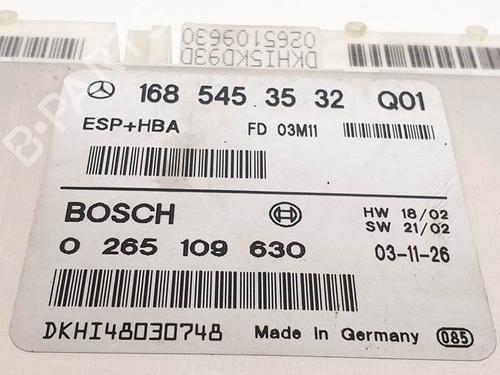 DKHI5KD93D
0265109630
168 545 35 32 Q01
ESP+HBA FD 03M11
BOSCH HW 18/02
SW 21/02
0 265 109 630 03-11-26
DKHI48030748 Made in Germany 085
B-PARTS